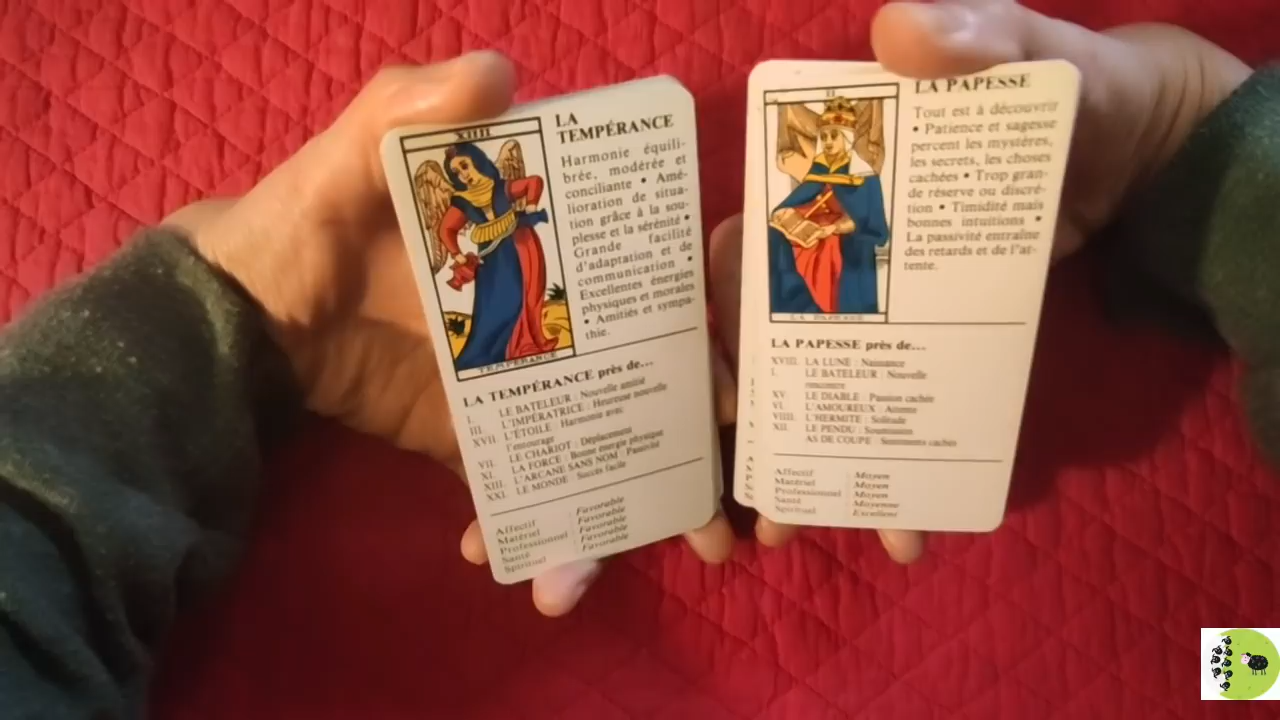 XIIII
LA
TEMPÉRANCE
Harmonie équili-
brée, modérée et
conciliante • Amé-
lioration de situa-
tion grâce à la sou-
plesse et la sérénité •
Grande facilité
d'adaptation et de
communication •
Excellentes énergies
physiques et morales
• Amitiés et sympa-
thie.
TEMPERANCE
LA TEMPÉRANCE près de...
I. LE BATELEUR : Nouvelle amitié
III. L'IMPÉRATRICE : Heureuse nouvelle
XVII. L'ÉTOILE : Harmonie avec
l'entourage
VII. LE CHARIOT : Déplacement
XI. LA FORCE : Bonne énergie physique
XIII. L'ARCANE SANS NOM : Passivité
XXI. LE MONDE : Succès facile
Affectif : Favorable
Matériel : Favorable
Professionnel : Favorable
Santé : Favorable
Spirituel : Favorable
II
LA PAPESSE
Tout est à découvrir
• Patience et sagesse
percent les mystères,
les secrets, les choses
cachées • Trop gran-
de réserve ou discré-
tion • Timidité mais
bonnes intuitions •
La passivité entraîne
des retards et de l'at-
tente.
LA PAPESSE
LA PAPESSE près de...
XVIII. LA LUNE : Naissance
I. LE BATELEUR : Nouvelle
rencontre
XV. LE DIABLE : Passion cachée
VI. L'AMOUREUX : Attente
VIIII. L'HERMITE : Solitude
XII. LE PENDU : Soumission
AS DE COUPE : Sentiments cachés
Affectif : Moyen
Matériel : Moyen
Professionnel : Moyen
Santé : Moyenne
Spirituel : Excellent